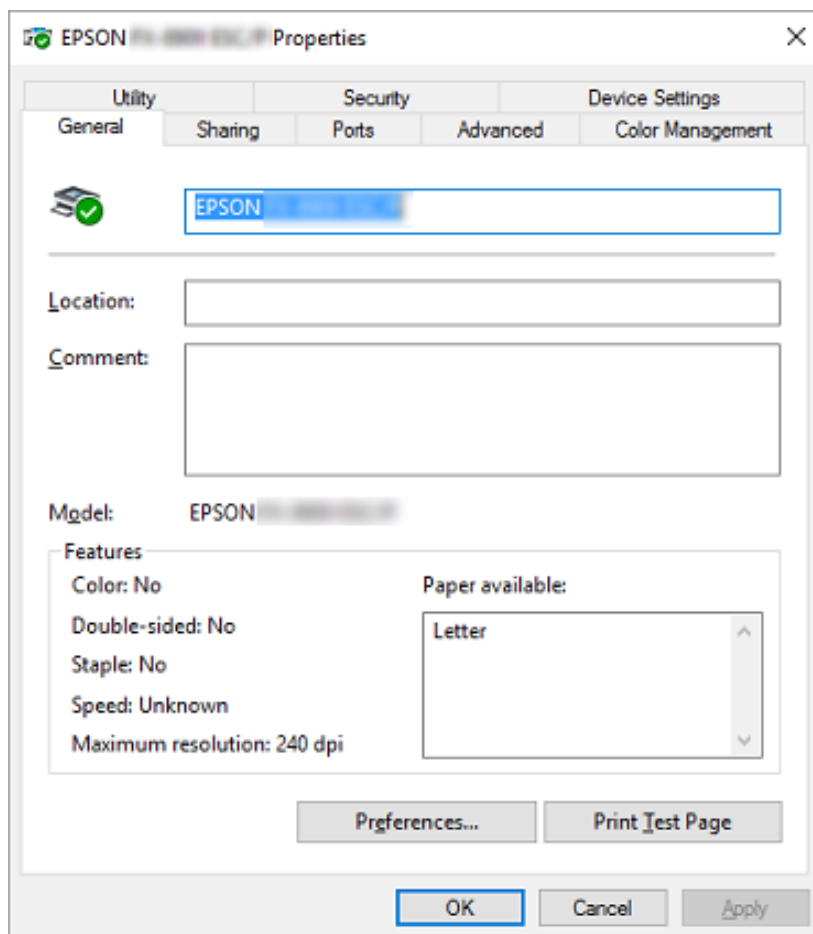 EPSON Properties
Utility Security Device Settings
General Sharing Ports Advanced Color Management
EPSON
Location:
Comment:
Model: EPSON
Features
Color: No
Double-sided: No
Staple: No
Speed: Unknown
Maximum resolution: 240 dpi
Paper available:
Letter
Preferences... Print Test Page
OK Cancel Apply